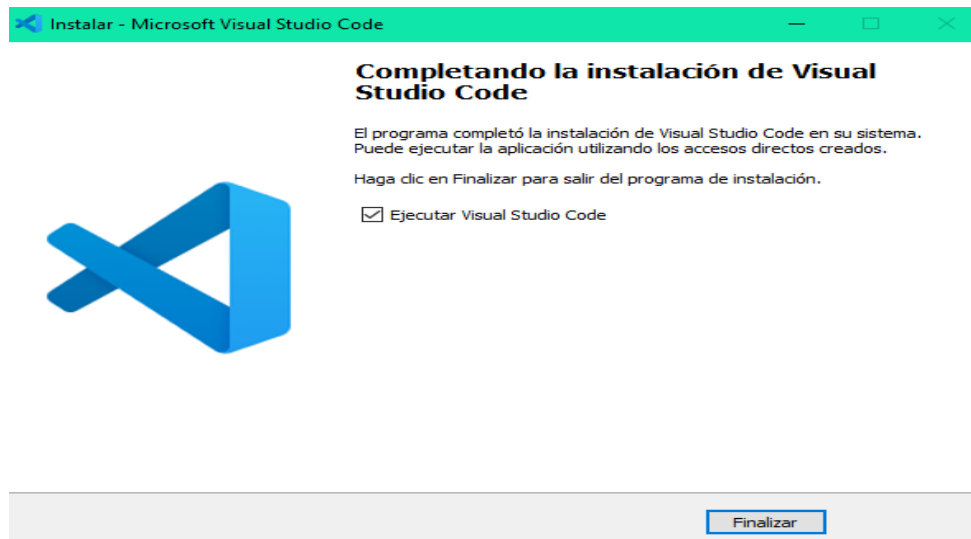 Instalar - Microsoft Visual Studio Code
Completando la instalación de Visual
Studio Code
El programa completó la instalación de Visual Studio Code en su sistema.
Puede ejecutar la aplicación utilizando los accesos directos creados.
Haga clic en Finalizar para salir del programa de instalación.
Ejecutar Visual Studio Code
Finalizar